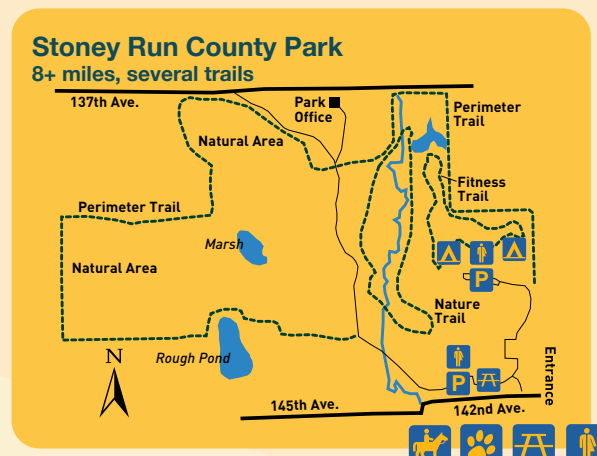 Stoney Run County Park
8+ miles, several trails
137th Ave.
Park
Office
Perimeter
Trail
Natural Area
Fitness
Trail
Perimeter Trail
Marsh
Natural Area
P
Nature
Trail
N
Rough Pond
P
Entrance
145th Ave.
142nd Ave.